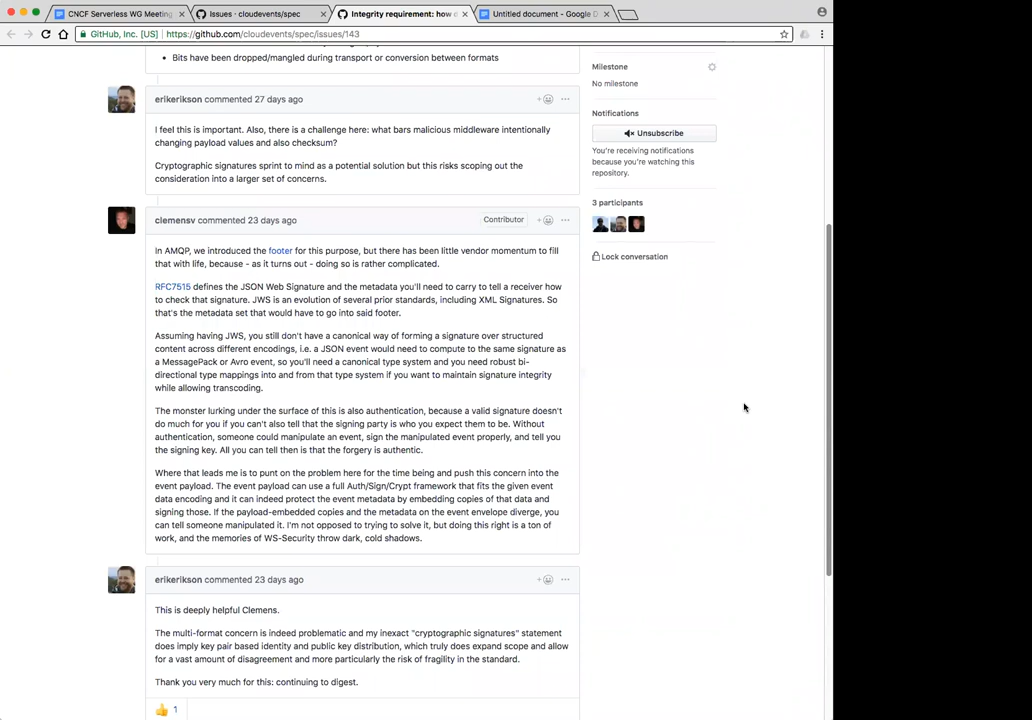 CNCF Serverless WG Meeting
Issues · cloudevents/spec
Integrity requirement: how d
Untitled document - Google D
GitHub, Inc. [US] | https://github.com/cloudevents/spec/issues/143
• Bits have been dropped/mangled during transport or conversion between formats
erikerikson commented 27 days ago
I feel this is important. Also, there is a challenge here: what bars malicious middleware intentionally
changing payload values and also checksum?
Cryptographic signatures sprint to mind as a potential solution but this risks scoping out the
consideration into a larger set of concerns.
clemensv commented 23 days ago
Contributor
In AMQP, we introduced the footer for this purpose, but there has been little vendor momentum to fill
that with life, because - as it turns out - doing so is rather complicated.
RFC7515 defines the JSON Web Signature and the metadata you'll need to carry to tell a receiver how
to check that signature. JWS is an evolution of several prior standards, including XML Signatures. So
that's the metadata set that would have to go into said footer.
Assuming having JWS, you still don't have a canonical way of forming a signature over structured
content across different encodings, i.e. a JSON event would need to compute to the same signature as
a MessagePack or Avro event, so you'll need a canonical type system and you need robust bi-
directional type mappings into and from that type system if you want to maintain signature integrity
while allowing transcoding.
The monster lurking under the surface of this is also authentication, because a valid signature doesn't
do much for you if you can't also tell that the signing party is who you expect them to be. Without
authentication, someone could manipulate an event, sign the manipulated event properly, and tell you
the signing key. All you can tell then is that the forgery is authentic.
Where that leads me is to punt on the problem here for the time being and push this concern into the
event payload. The event payload can use a full Auth/Sign/Crypt framework that fits the given event
data encoding and it can indeed protect the event metadata by embedding copies of that data and
signing those. If the payload-embedded copies and the metadata on the event envelope diverge, you
can tell someone manipulated it. I'm not opposed to trying to solve it, but doing this right is a ton of
work, and the memories of WS-Security throw dark, cold shadows.
erikerikson commented 23 days ago
This is deeply helpful Clemens.
The multi-format concern is indeed problematic and my inexact "cryptographic signatures" statement
does imply key pair based identity and public key distribution, which truly does expand scope and allow
for a vast amount of disagreement and more particularly the risk of fragility in the standard.
Thank you very much for this: continuing to digest.
👍 1
Milestone
No milestone
Notifications
Unsubscribe
You're receiving notifications
because you're watching this
repository.
3 participants
Lock conversation